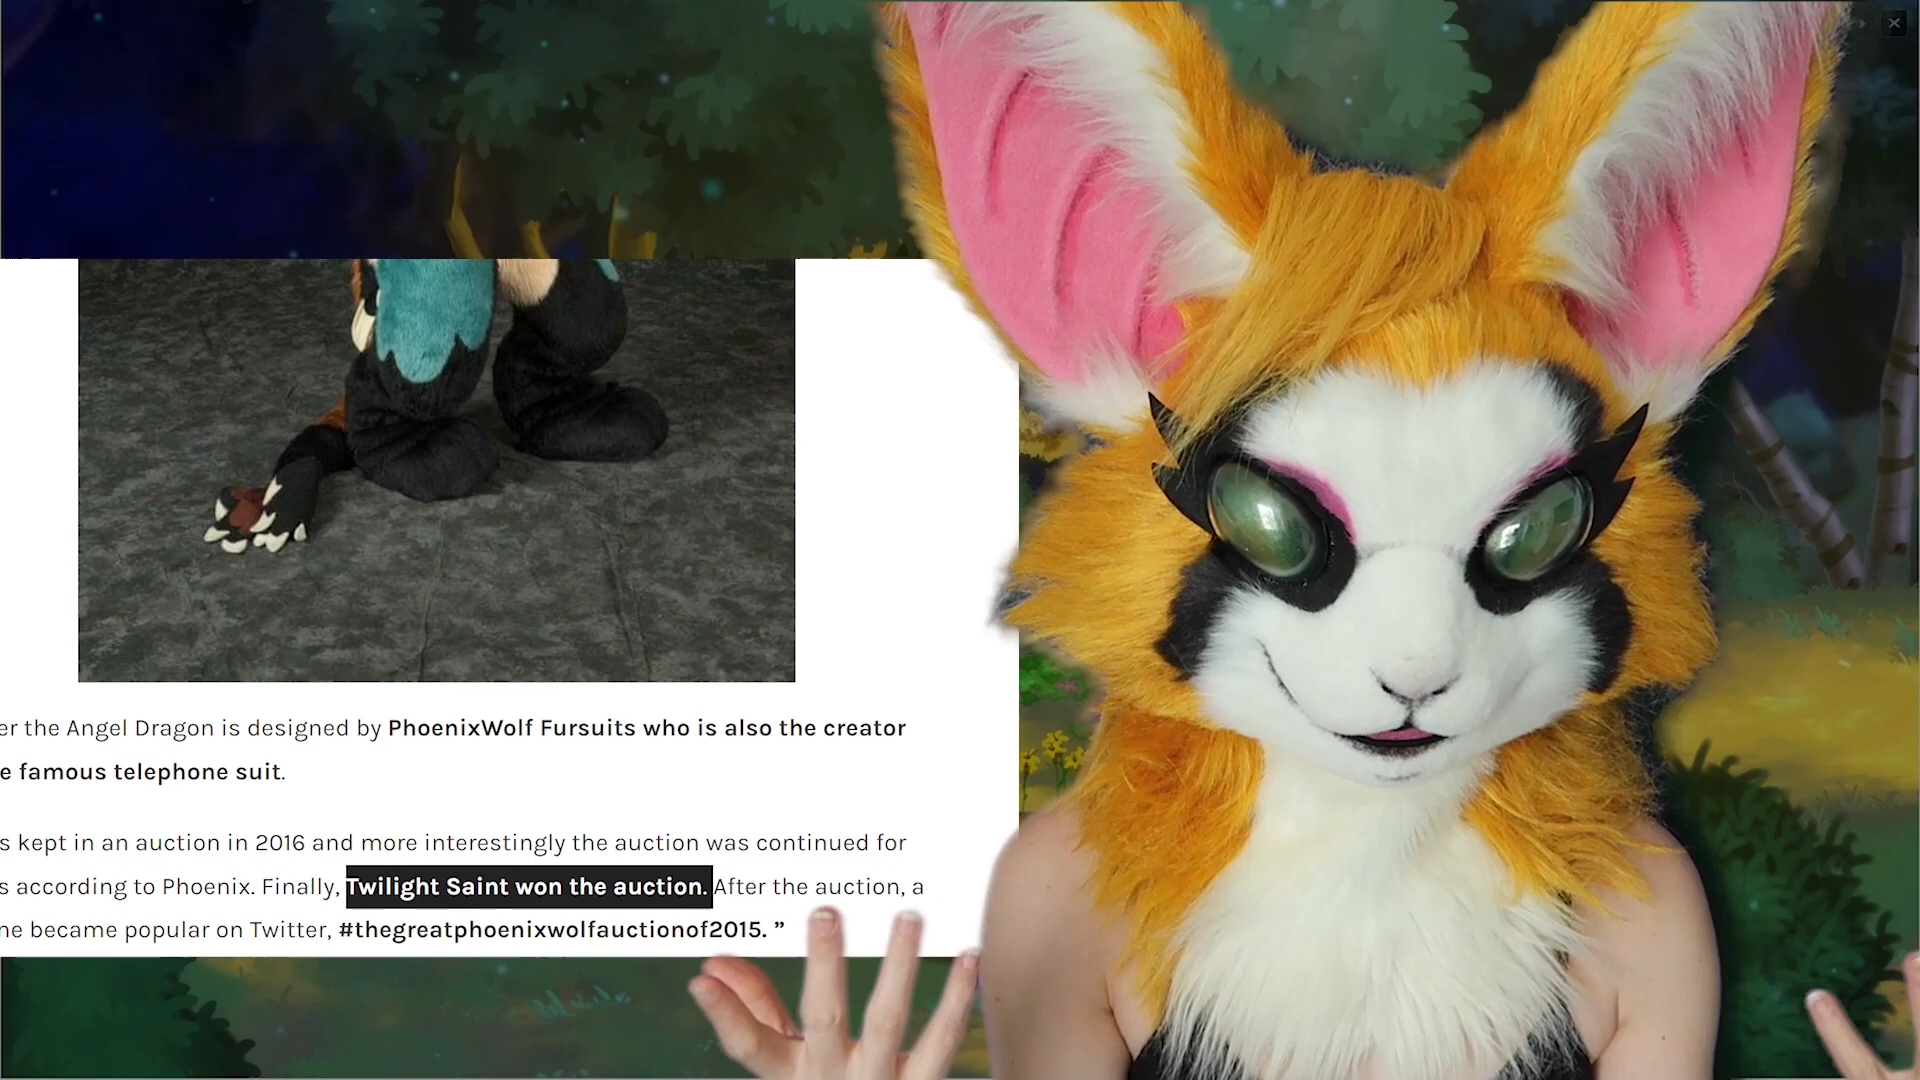 er the Angel Dragon is designed by PhoenixWolf Fursuits who is also the creator
e famous telephone suit.
s kept in an auction in 2016 and more interestingly the auction was continued for
s according to Phoenix. Finally, Twilight Saint won the auction. After the auction, a
ne became popular on Twitter, #thegreatphoenixwolfauctionof2015. ”